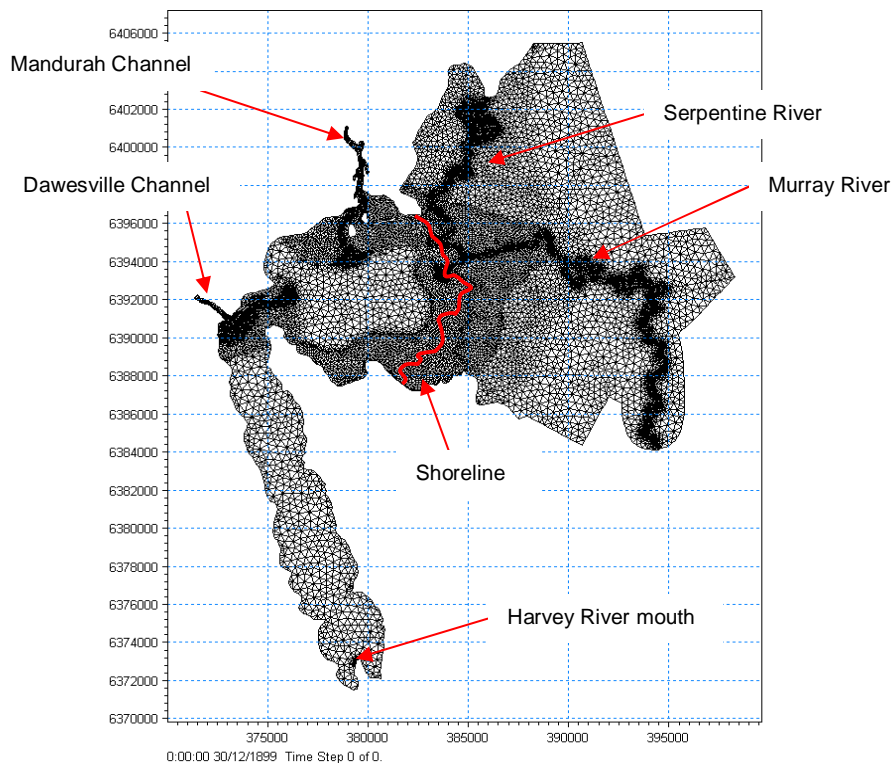 6406000
Mandurah Channel
6402000
Serpentine River
6400000
Dawesville Channel
Murray River
6396000
6394000
6392000
6390000
6388000
6386000
6384000
Shoreline
6382000
6380000
6378000
6376000
Harvey River mouth
6374000
6372000
6370000
375000 380000 385000 390000 395000
0:00:00 30/12/1899 Time Step 0 of 0.